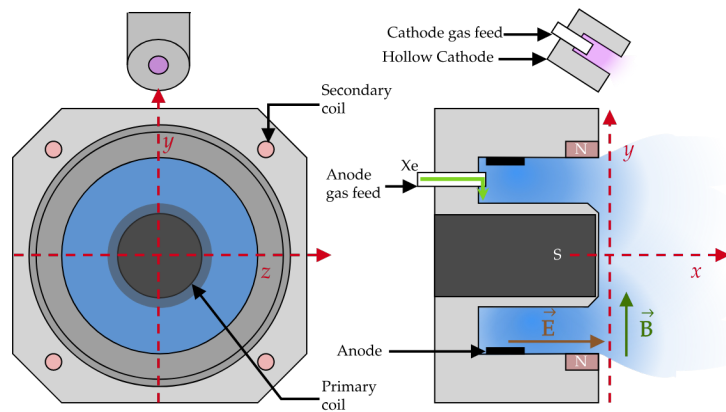 Cathode gas feed
Hollow Cathode
Secondary
coil
y
z
Primary
coil
Xe
Anode
gas feed
N
y
S
x
E
B
N
Anode